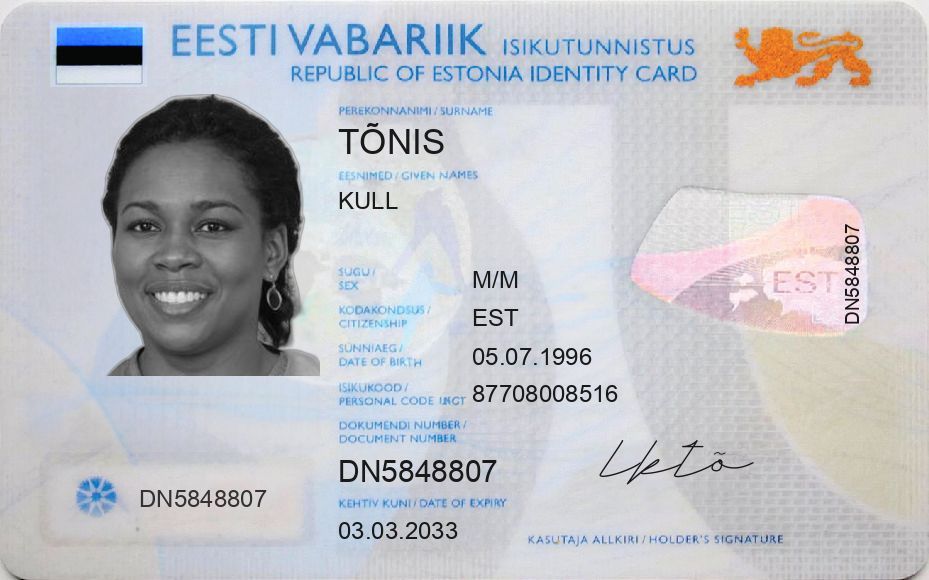 EESTI VABARIIK ISIKUTUNNISTUS
REPUBLIC OF ESTONIA IDENTITY CARD
PEREKONNANIMI / SURNAME
TÕNIS
EESNIMED / GIVEN NAMES
KULL
SUGU /
SEX
M/M
KODAKONDSUS /
CITIZENSHIP
EST
SÜNNIAEG /
DATE OF BIRTH
05.07.1996
ISIKUKOOD /
PERSONAL CODE
87708008516
DOKUMENDI NUMBER /
DOCUMENT NUMBER
DN5848807
KEHTIV KUNI / DATE OF EXPIRY
03.03.2033
DN5848807
EST
DN5848807
KASUTAJA ALLKIRI / HOLDER'S SIGNATURE